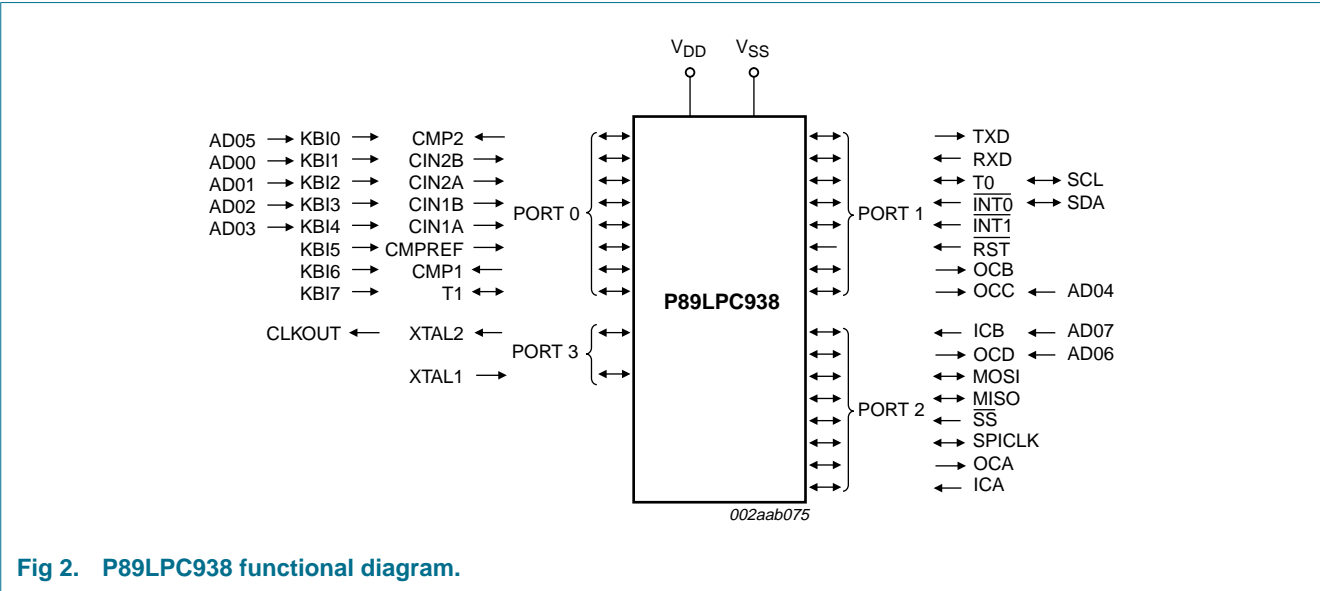 VDD VSS
AD05 KBI0 CMP2 TXD
AD00 KBI1 CIN2B RXD
AD01 KBI2 CIN2A T0 SCL
AD02 KBI3 CIN1B PORT 0 PORT 1 INT0 SDA
AD03 KBI4 CIN1A INT1
KBI5 CMPREF RST
KBI6 CMP1 OCB
KBI7 T1 OCC AD04
P89LPC938
CLKOUT XTAL2 ICB AD07
PORT 3 OCD AD06
XTAL1 MOSI
MISO
PORT 2
SS
SPICLK
OCA
ICA
002aab075
Fig 2. P89LPC938 functional diagram.